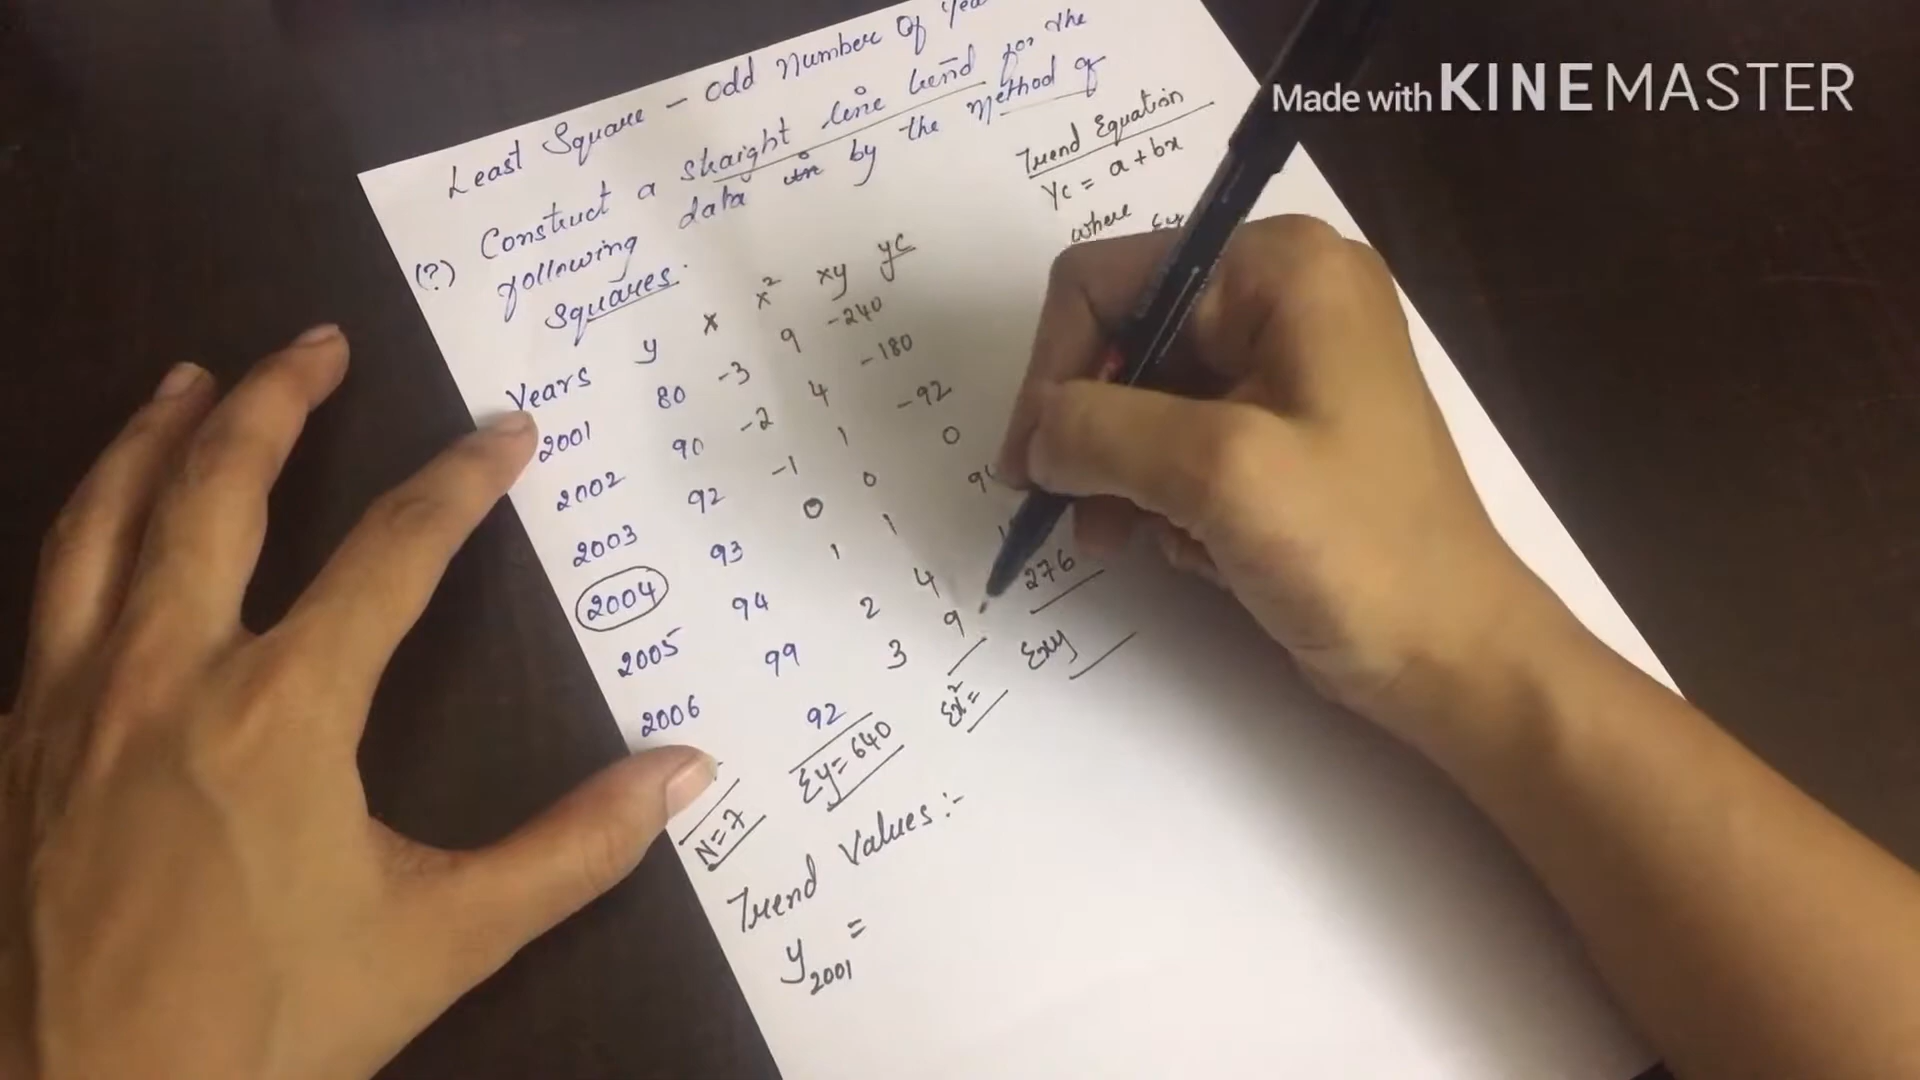 Least Square - Odd Number Of
(?) Construct a straight line trend for the
following data by the Method of
Squares.
Years y x x² xy yc
2001 80 -3 9 -240
2002 90 -2 4 -180
2003 92 -1 1 -92
2004 93 0 0 0
2005 94 1 1
2006 99 2 4
92 3 9 276
N=7 Σy=640 Σx²= Σxy
Trend Values:-
y2001 =
Trend Equation
Yc = a+bx
where
Made with KINEMASTER